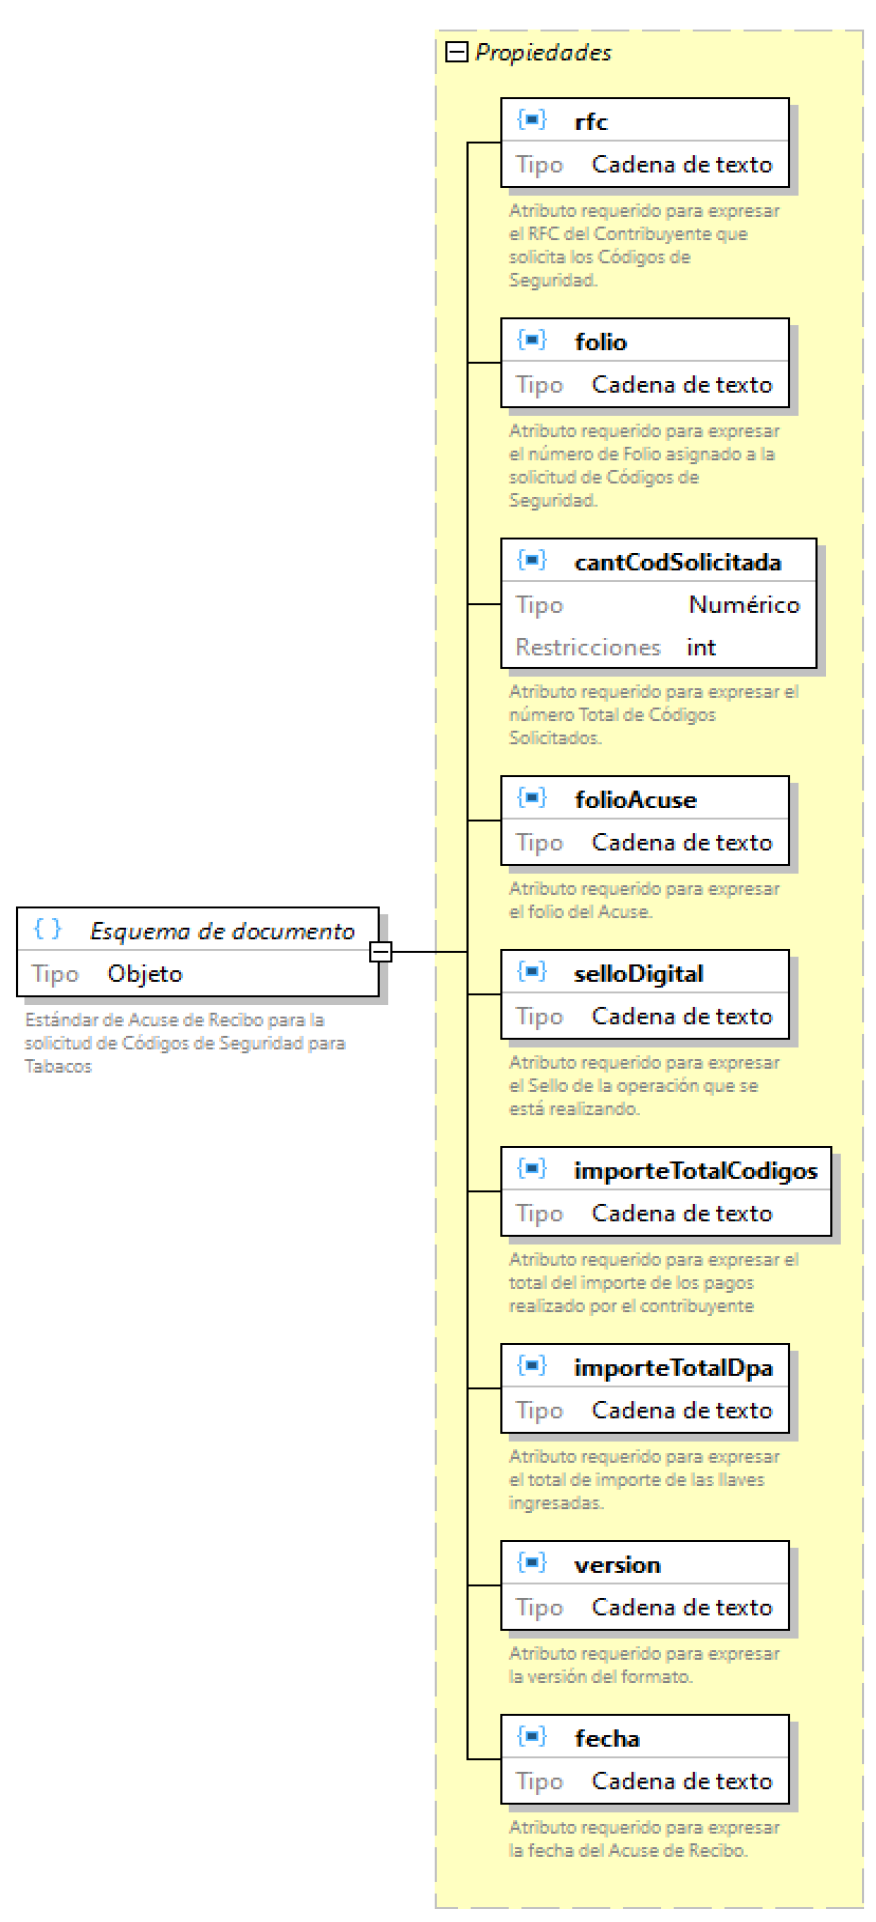 Propiedades
rfc
Tipo Cadena de texto
Atributo requerido para expresar
el RFC del Contribuyente que
solicita los Códigos de
Seguridad.
folio
Tipo Cadena de texto
Atributo requerido para expresar
el número de Folio asignado a la
solicitud de Códigos de
Seguridad.
cantCodSolicitada
Tipo Numérico
Restricciones int
Atributo requerido para expresar el
número Total de Códigos
Solicitados.
folioAcuse
Tipo Cadena de texto
Atributo requerido para expresar
el folio del Acuse.
Esquema de documento
Tipo Objeto
Estándar de Acuse de Recibo para la
solicitud de Códigos de Seguridad para
Tabacos
selloDigital
Tipo Cadena de texto
Atributo requerido para expresar
el Sello de la operación que se
está realizando.
importeTotalCodigos
Tipo Cadena de texto
Atributo requerido para expresar el
total del importe de los pagos
realizado por el contribuyente
importeTotalDpa
Tipo Cadena de texto
Atributo requerido para expresar
el total de importe de las llaves
ingresadas.
version
Tipo Cadena de texto
Atributo requerido para expresar
la versión del formato.
fecha
Tipo Cadena de texto
Atributo requerido para expresar
la fecha del Acuse de Recibo.